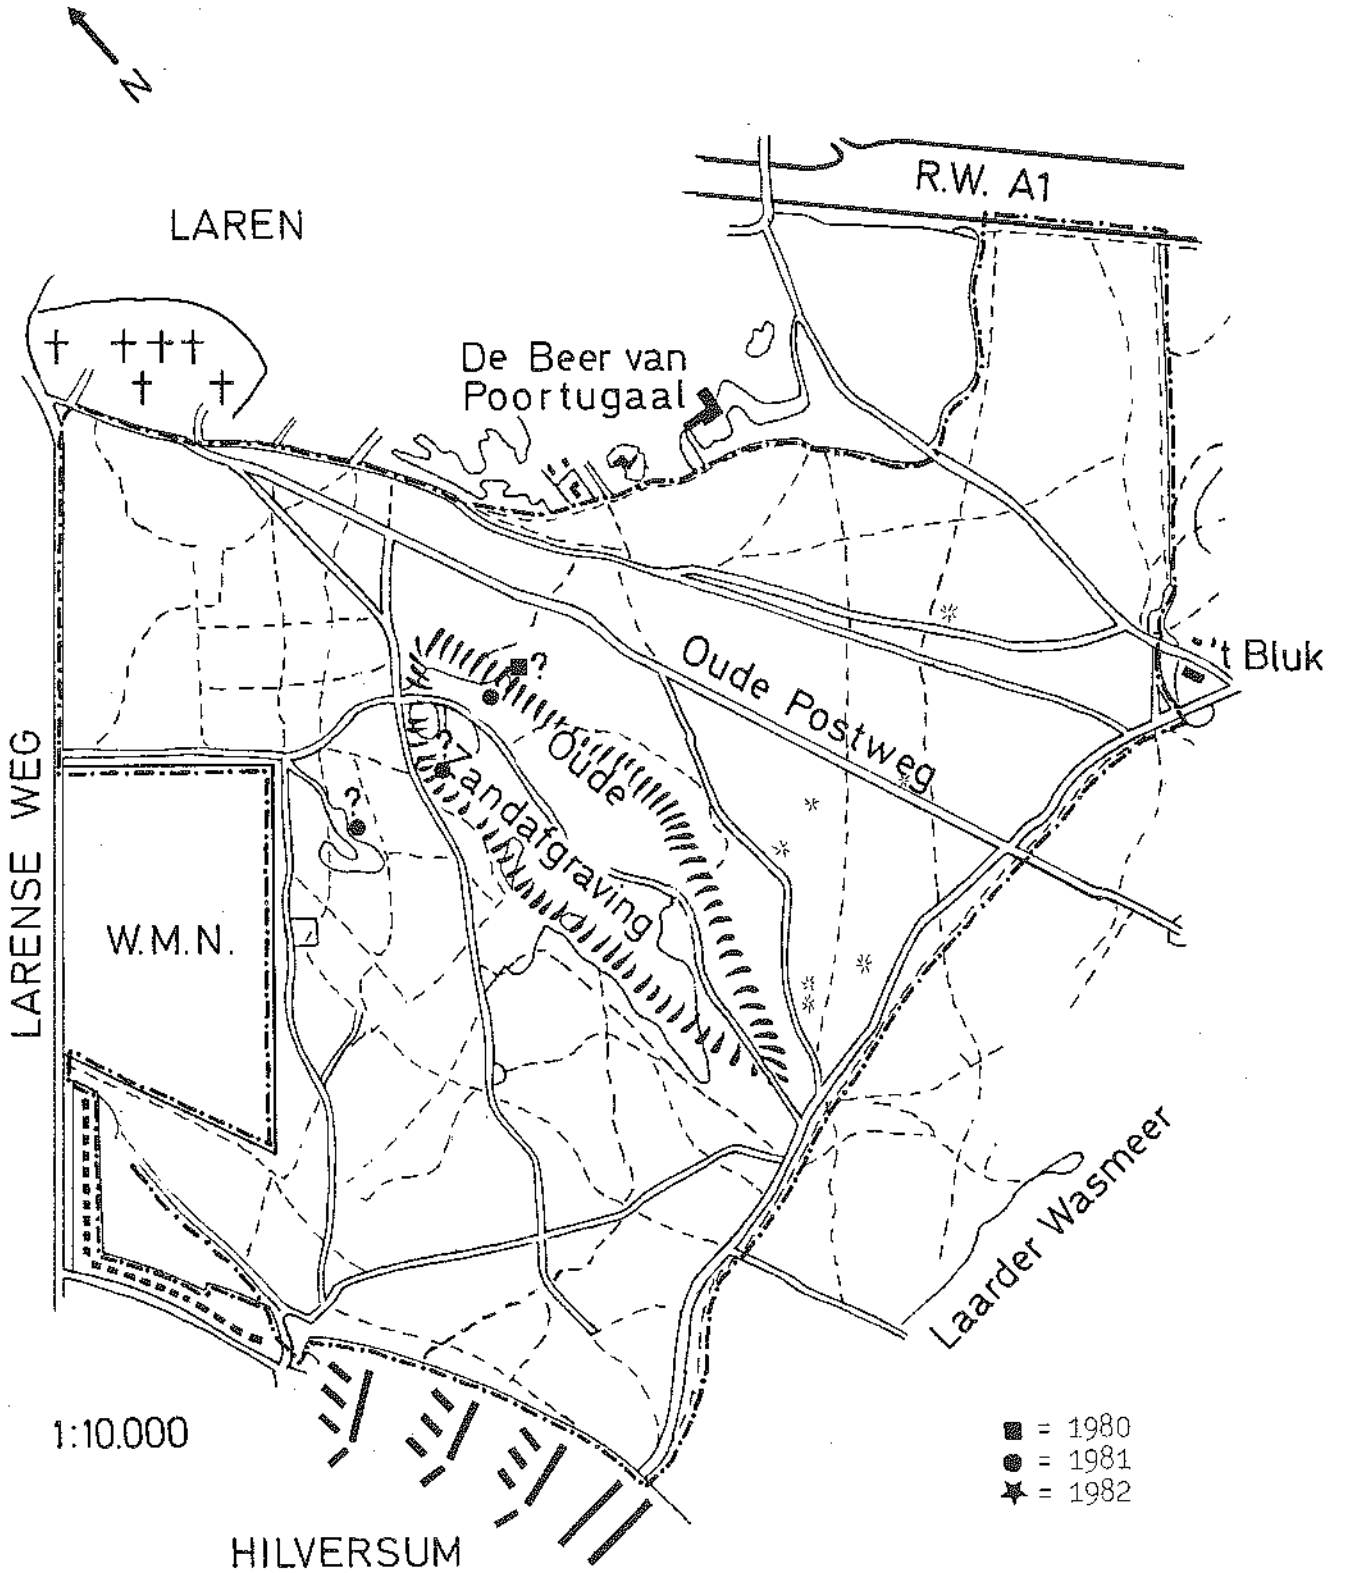 N
R.W. A1
LAREN
De Beer van
Poortugaal
't Bluk
Oude Postweg
?
Oude
Zandafgraving
?
?
LARENSE WEG
W.M.N.
Laarder Wasmeer
1:10.000
■ = 1980
● = 1981
★ = 1982
HILVERSUM